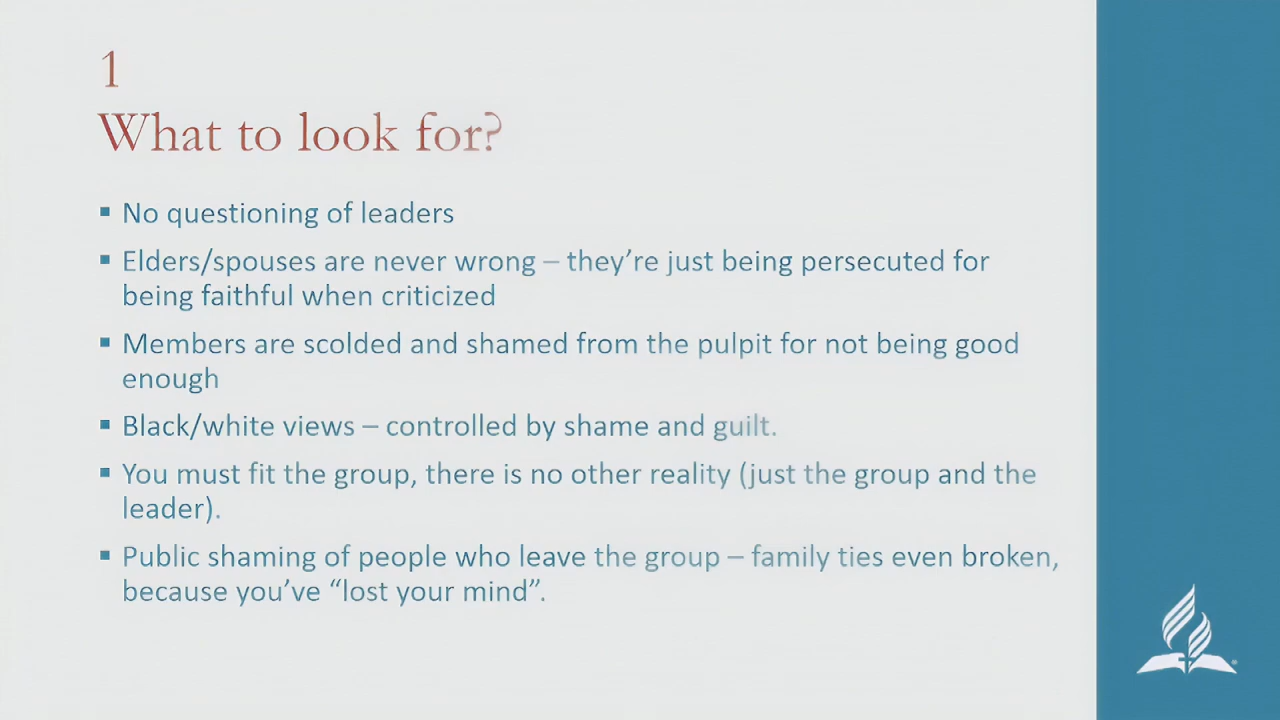 1
What to look for?
▪ No questioning of leaders
▪ Elders/spouses are never wrong – they’re just being persecuted for
being faithful when criticized
▪ Members are scolded and shamed from the pulpit for not being good
enough
▪ Black/white views – controlled by shame and guilt.
▪ You must fit the group, there is no other reality (just the group and the
leader).
▪ Public shaming of people who leave the group – family ties even broken,
because you’ve “lost your mind”.